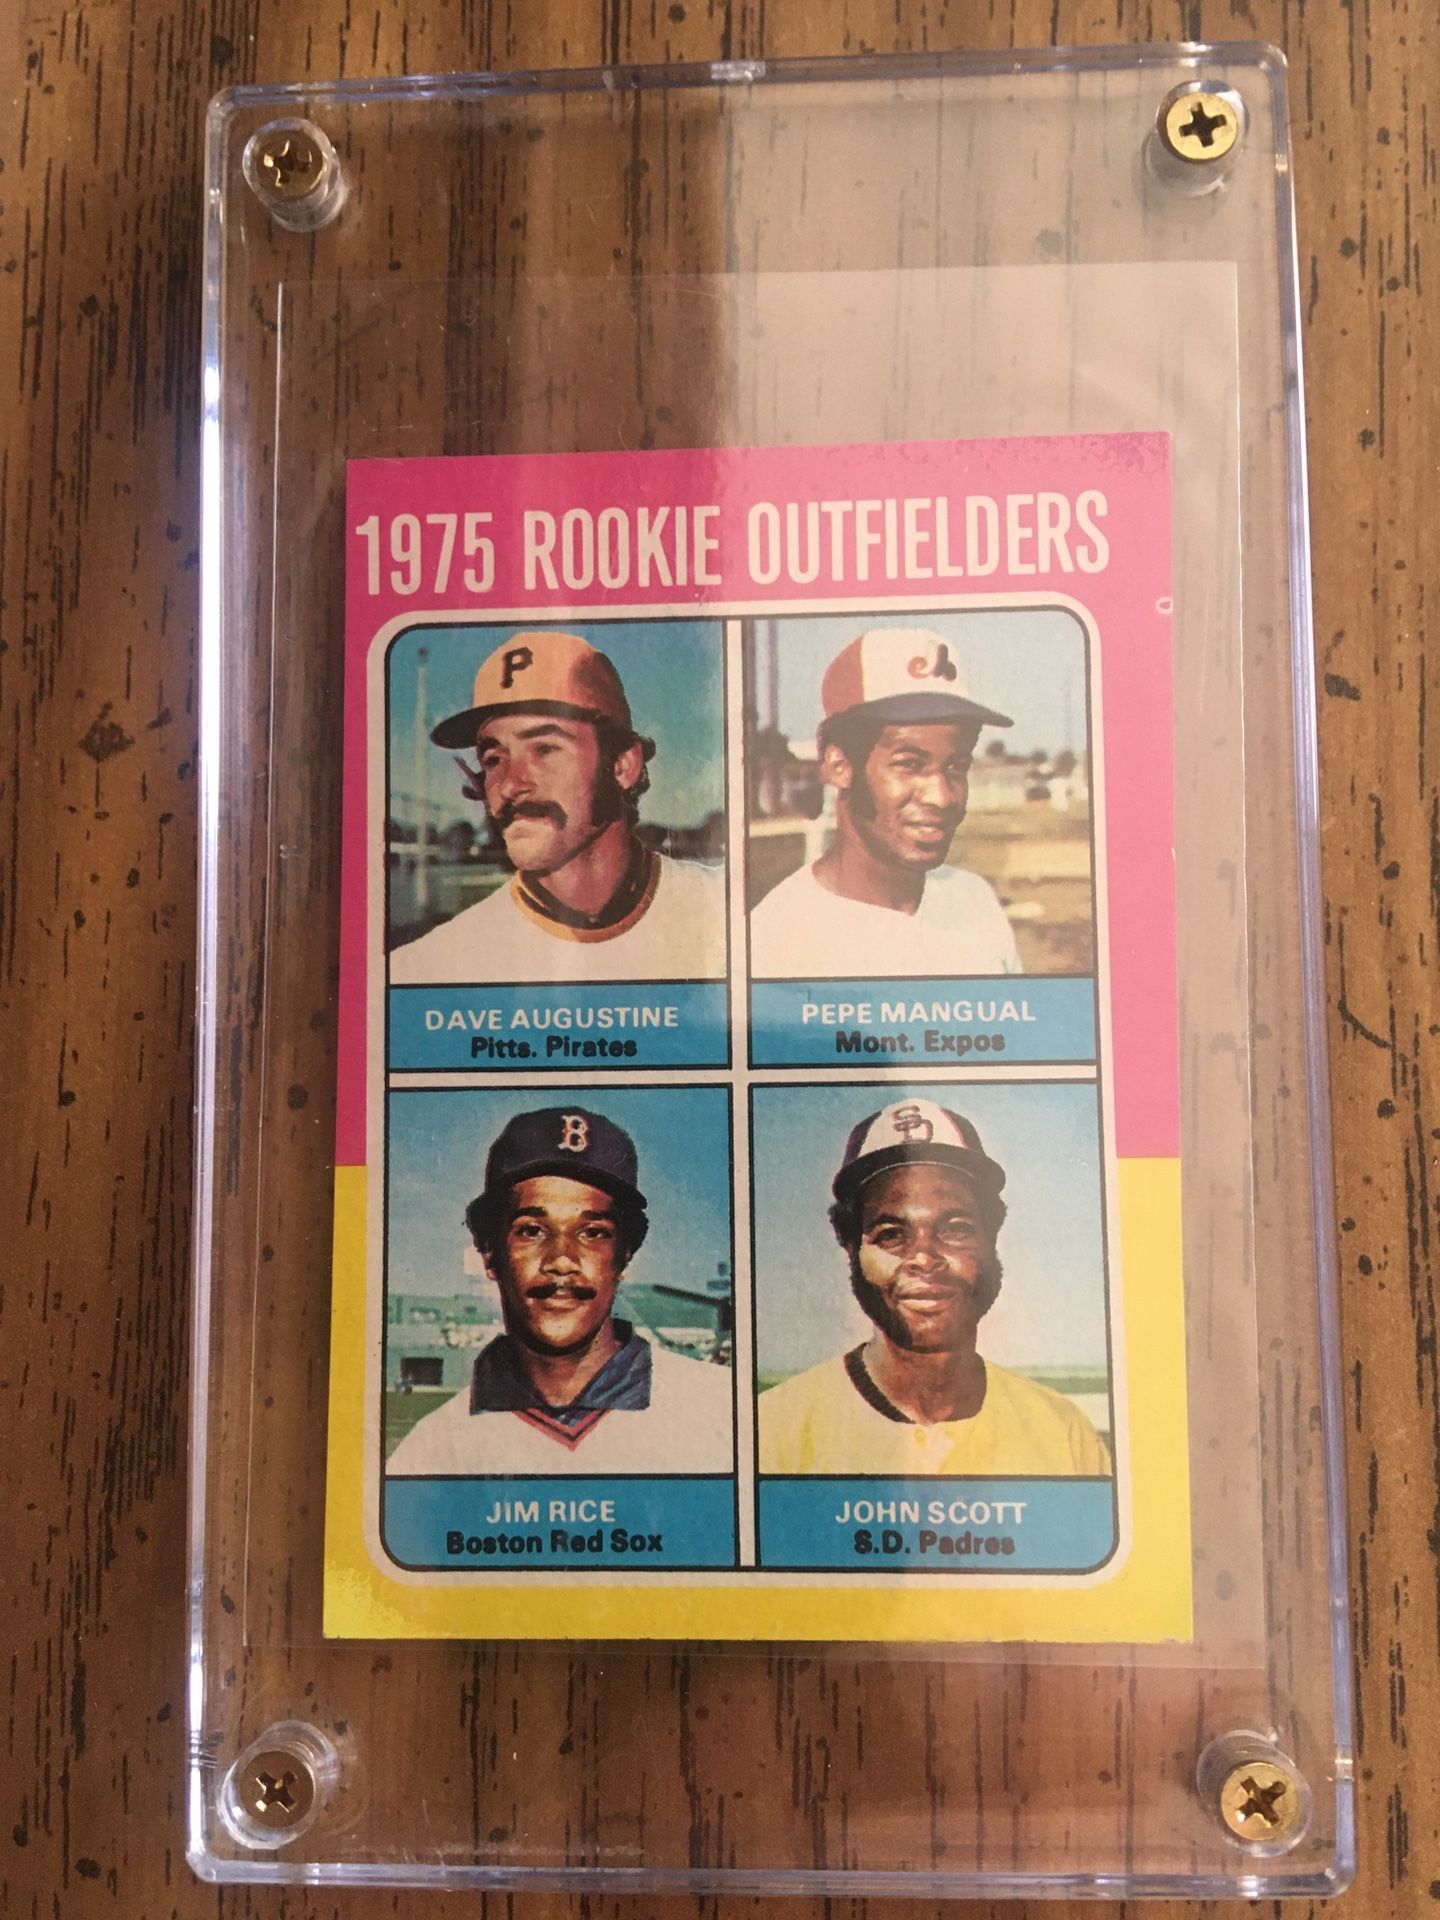 1975 ROOKIE OUTFIELDERS
P
M
DAVE AUGUSTINE
Pitts. Pirates
PEPE MANGUAL
Mont. Expos
B
SD
JIM RICE
Boston Red Sox
JOHN SCOTT
S.D. Padres